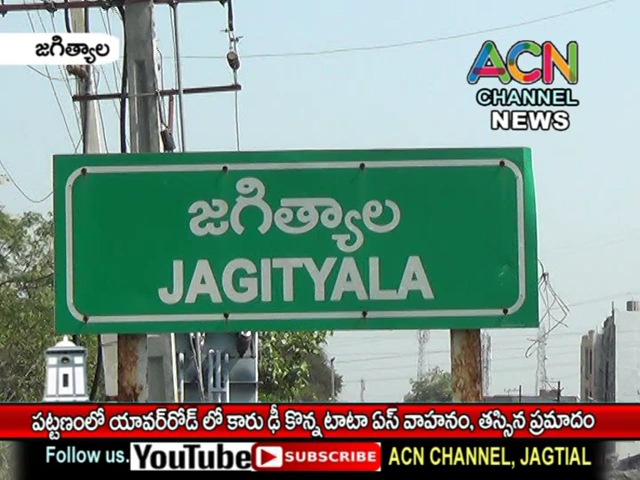 జగిత్యాల
ACN
CHANNEL
NEWS
జగిత్యాల
JAGITYALA
పట్టణంలో యావర్‌రోడ్ లో కారు ఢీ కొన్న టాటా ఏస్ వాహనం, తప్పిన ప్రమాదం
Follow us. YouTube SUBSCRIBE ACN CHANNEL, JAGTIAL